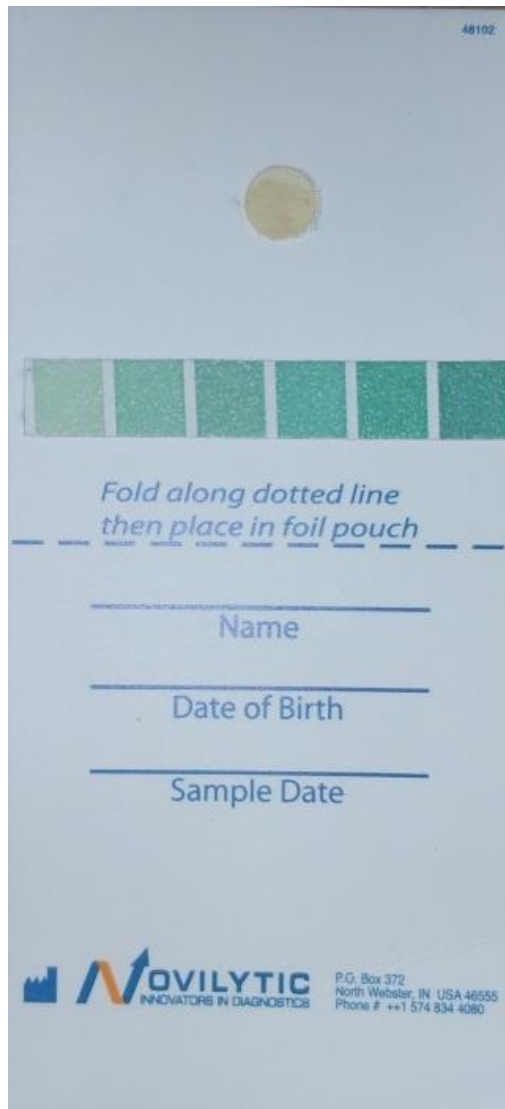 48102
Fold along dotted line
then place in foil pouch
Name
Date of Birth
Sample Date
NOVILYTIC
INNOVATORS IN DIAGNOSTICS
P.O. Box 372
North Webster, IN USA 46555
Phone # ++1 574 834 4080